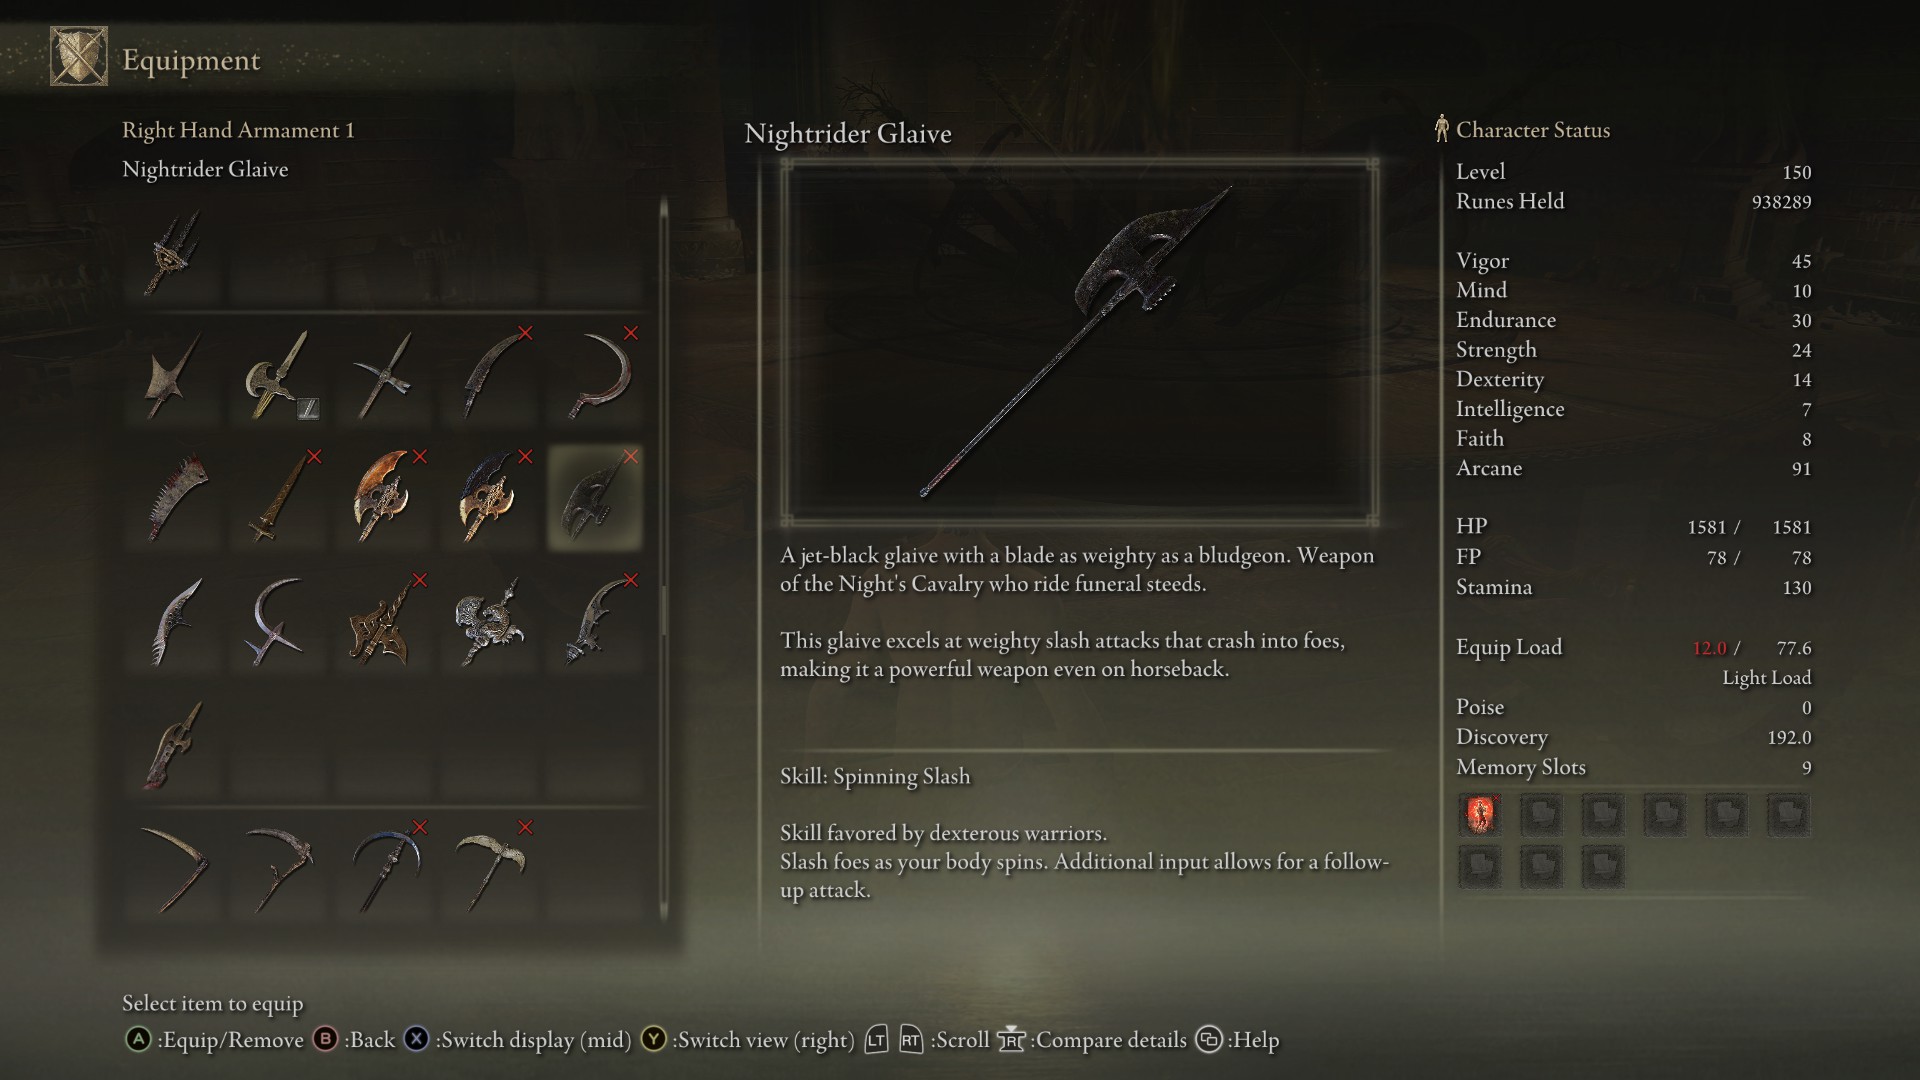 Equipment
Right Hand Armament 1
Nightrider Glaive
Nightrider Glaive
A jet-black glaive with a blade as weighty as a bludgeon. Weapon
of the Night's Cavalry who ride funeral steeds.
This glaive excels at weighty slash attacks that crash into foes,
making it a powerful weapon even on horseback.
Skill: Spinning Slash
Skill favored by dexterous warriors.
Slash foes as your body spins. Additional input allows for a follow-
up attack.
Character Status
Level 150
Runes Held 938289
Vigor 45
Mind 10
Endurance 30
Strength 24
Dexterity 14
Intelligence 7
Faith 8
Arcane 91
HP 1581 / 1581
FP 78 / 78
Stamina 130
Equip Load 12.0 / 77.6
Light Load
Poise 0
Discovery 192.0
Memory Slots 9
Select item to equip
A :Equip/Remove B :Back X :Switch display (mid) Y :Switch view (right) LT RT :Scroll R :Compare details :Help